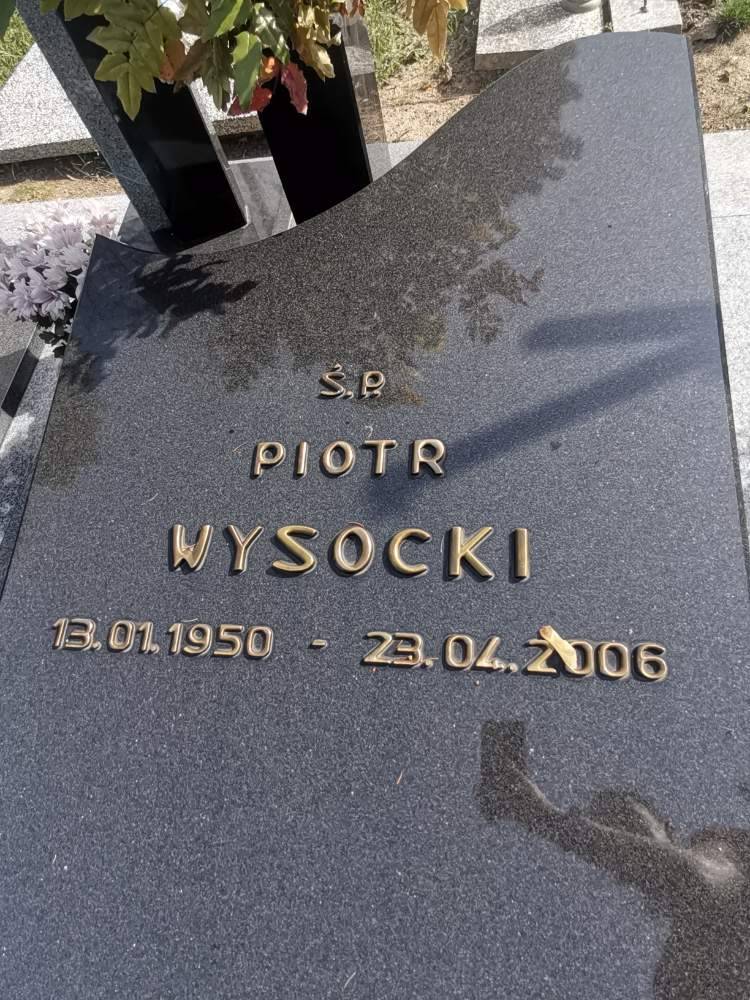 Ś.P.
PIOTR
WYSOCKI
13.01.1950 - 23.04.2006